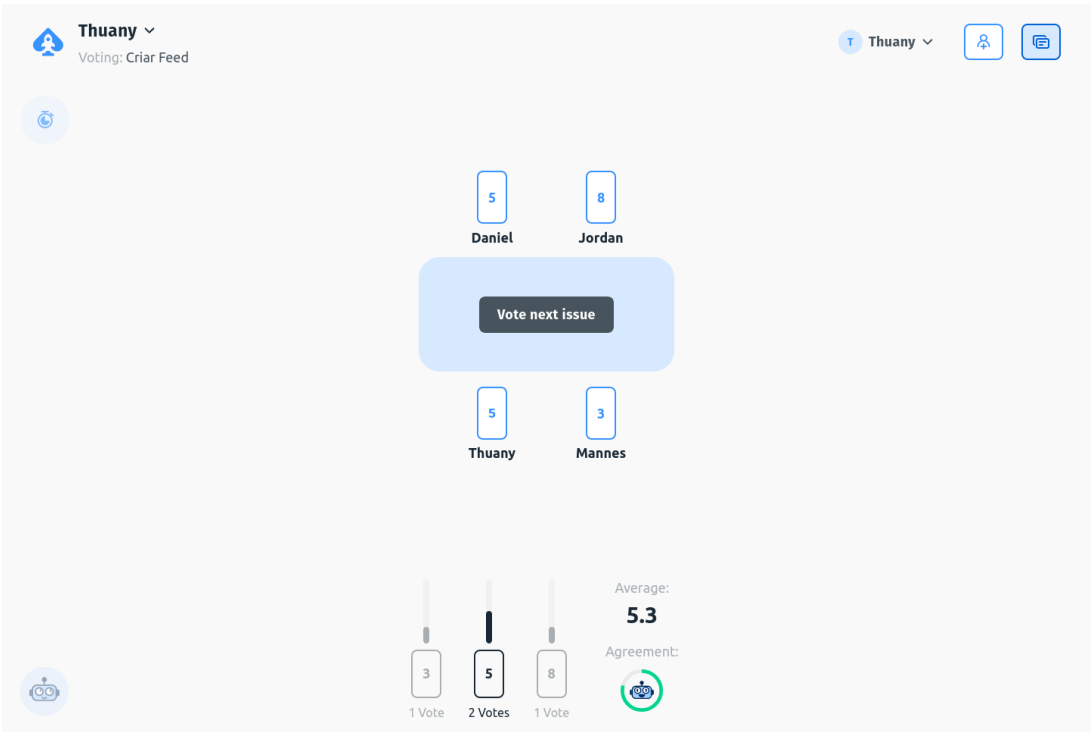 Thuany
Voting: Criar Feed
T Thuany
5 8
Daniel Jordan
Vote next issue
5 3
Thuany Mannes
Average:
5.3
Agreement:
3 5 8
1 Vote 2 Votes 1 Vote